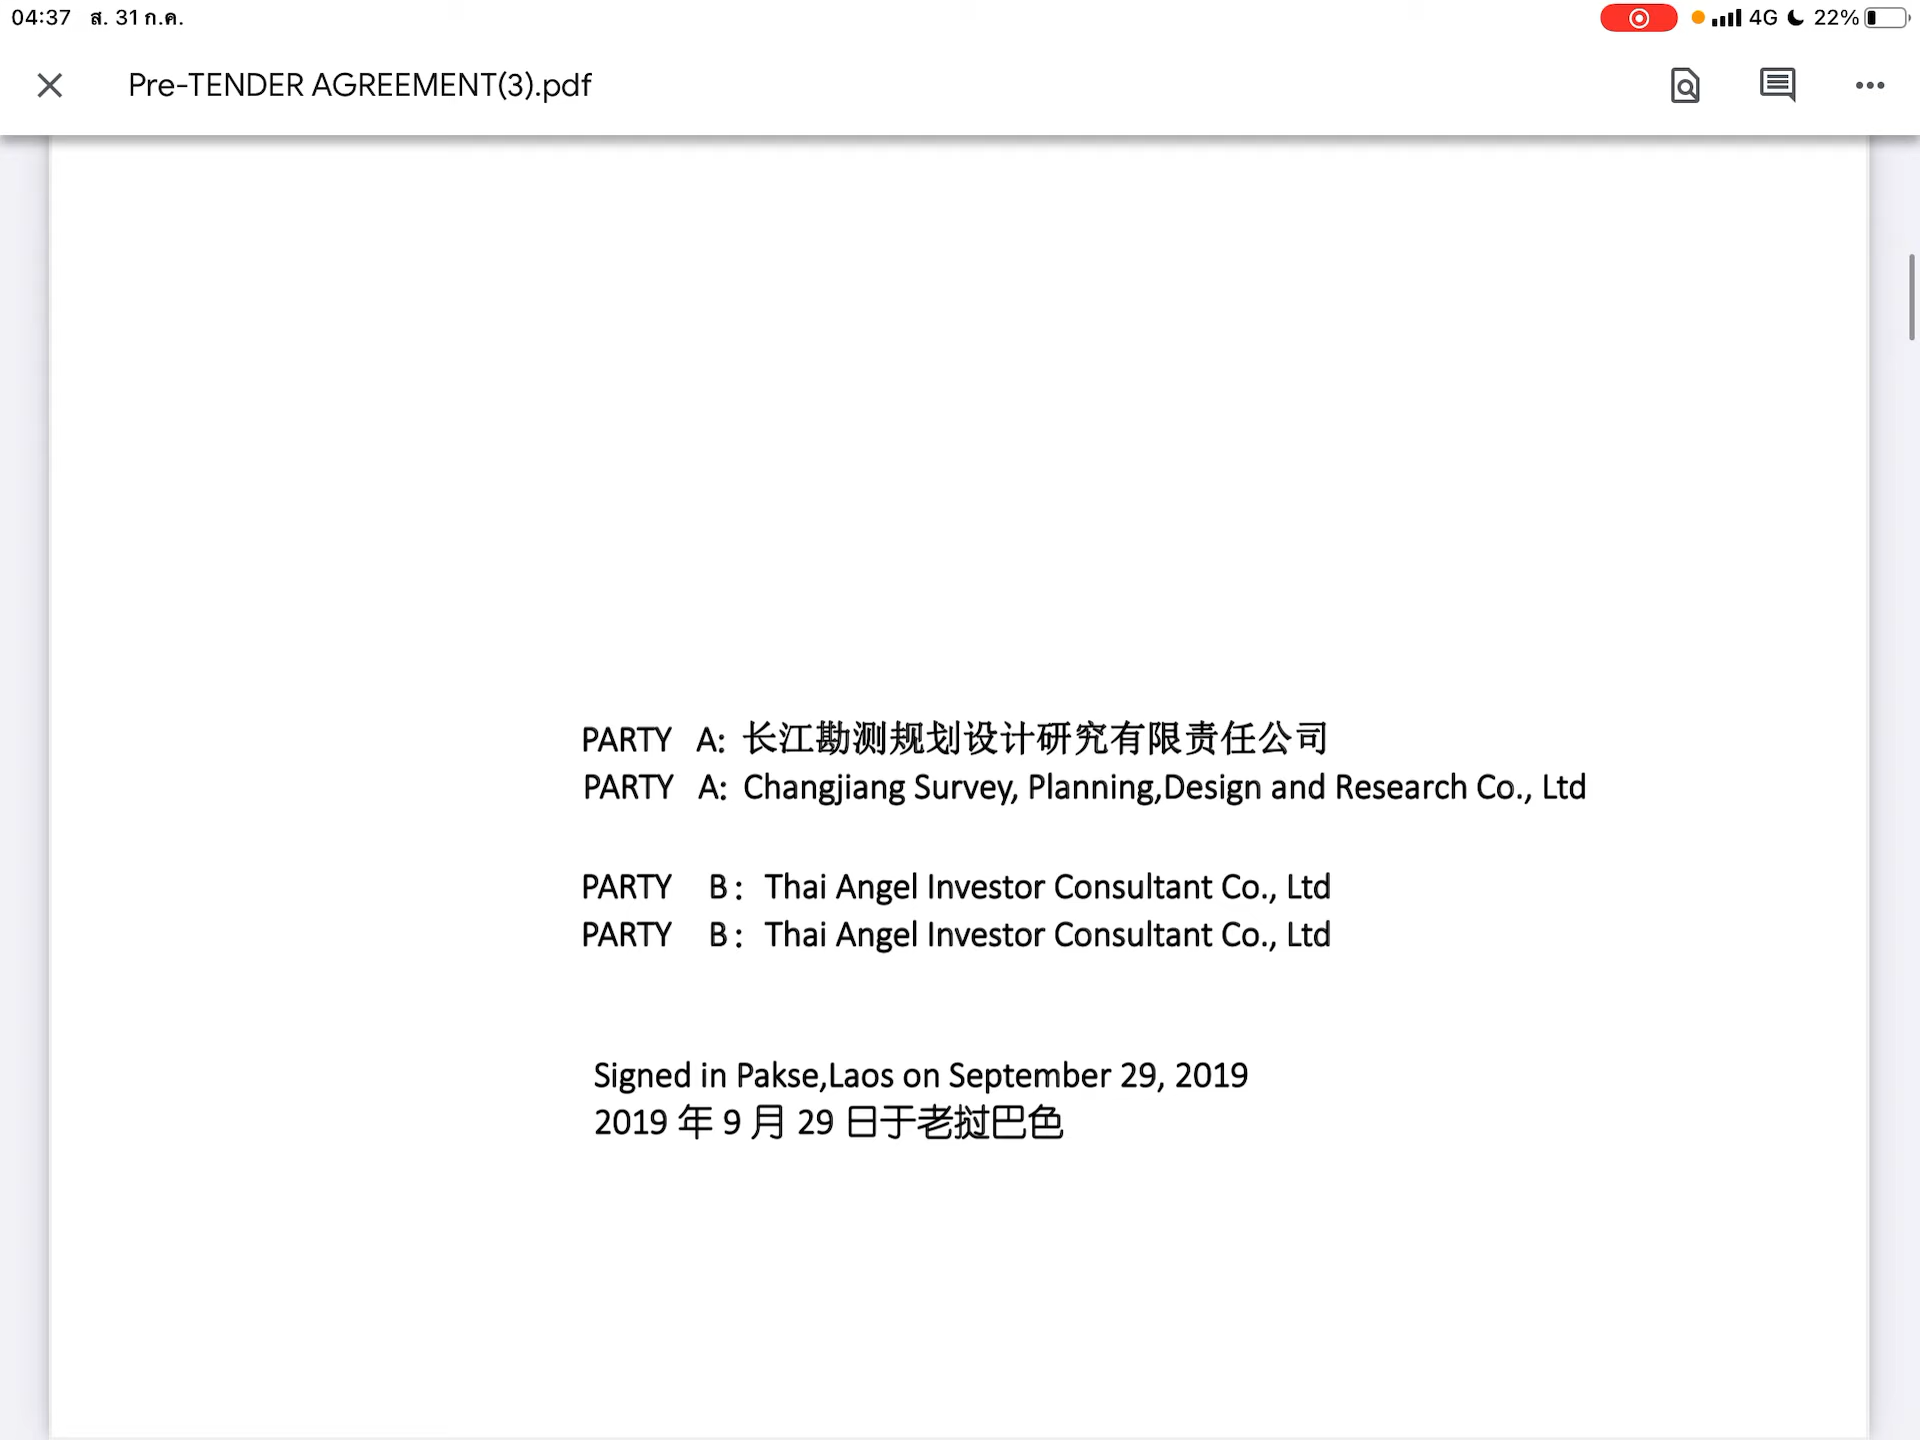 04:37 ส. 31 ก.ค.
4G 22%
Pre-TENDER AGREEMENT(3).pdf
PARTY A: 长江勘测规划设计研究有限责任公司
PARTY A: Changjiang Survey, Planning,Design and Research Co., Ltd
PARTY B: Thai Angel Investor Consultant Co., Ltd
PARTY B: Thai Angel Investor Consultant Co., Ltd
Signed in Pakse,Laos on September 29, 2019
2019 年 9 月 29 日于老挝巴色